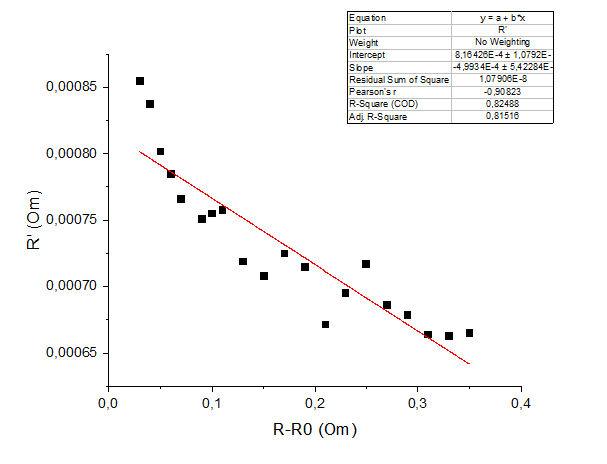 Equation y = a + b*x
Plot R'
Weight No Weighting
Intercept 8,16426E-4 ± 1,0792E-
Slope -4,9934E-4 ± 5,42284E-
Residual Sum of Square 1,07906E-8
Pearson's r -0,90823
R-Square (COD) 0,82488
Adj. R-Square 0,81516
0,00085
0,00080
0,00075
0,00070
0,00065
R' (Om)
0,0 0,1 0,2 0,3 0,4
R-R0 (Om)